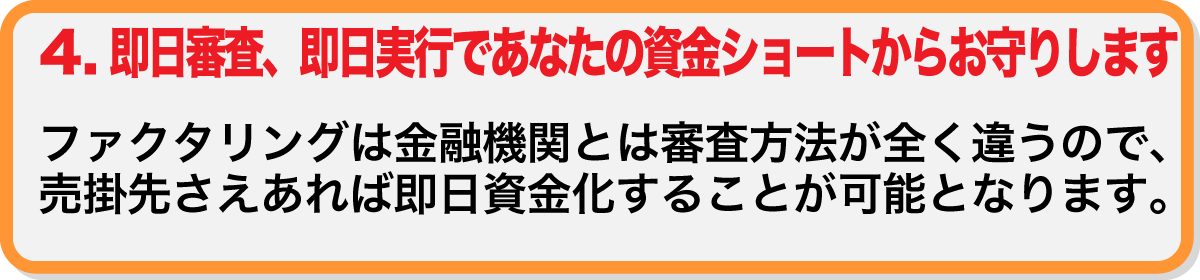 4. 即日審査、即日実行であなたの資金ショートからお守りします
ファクタリングは金融機関とは審査方法が全く違うので、
売掛先さえあれば即日資金化することが可能となります。